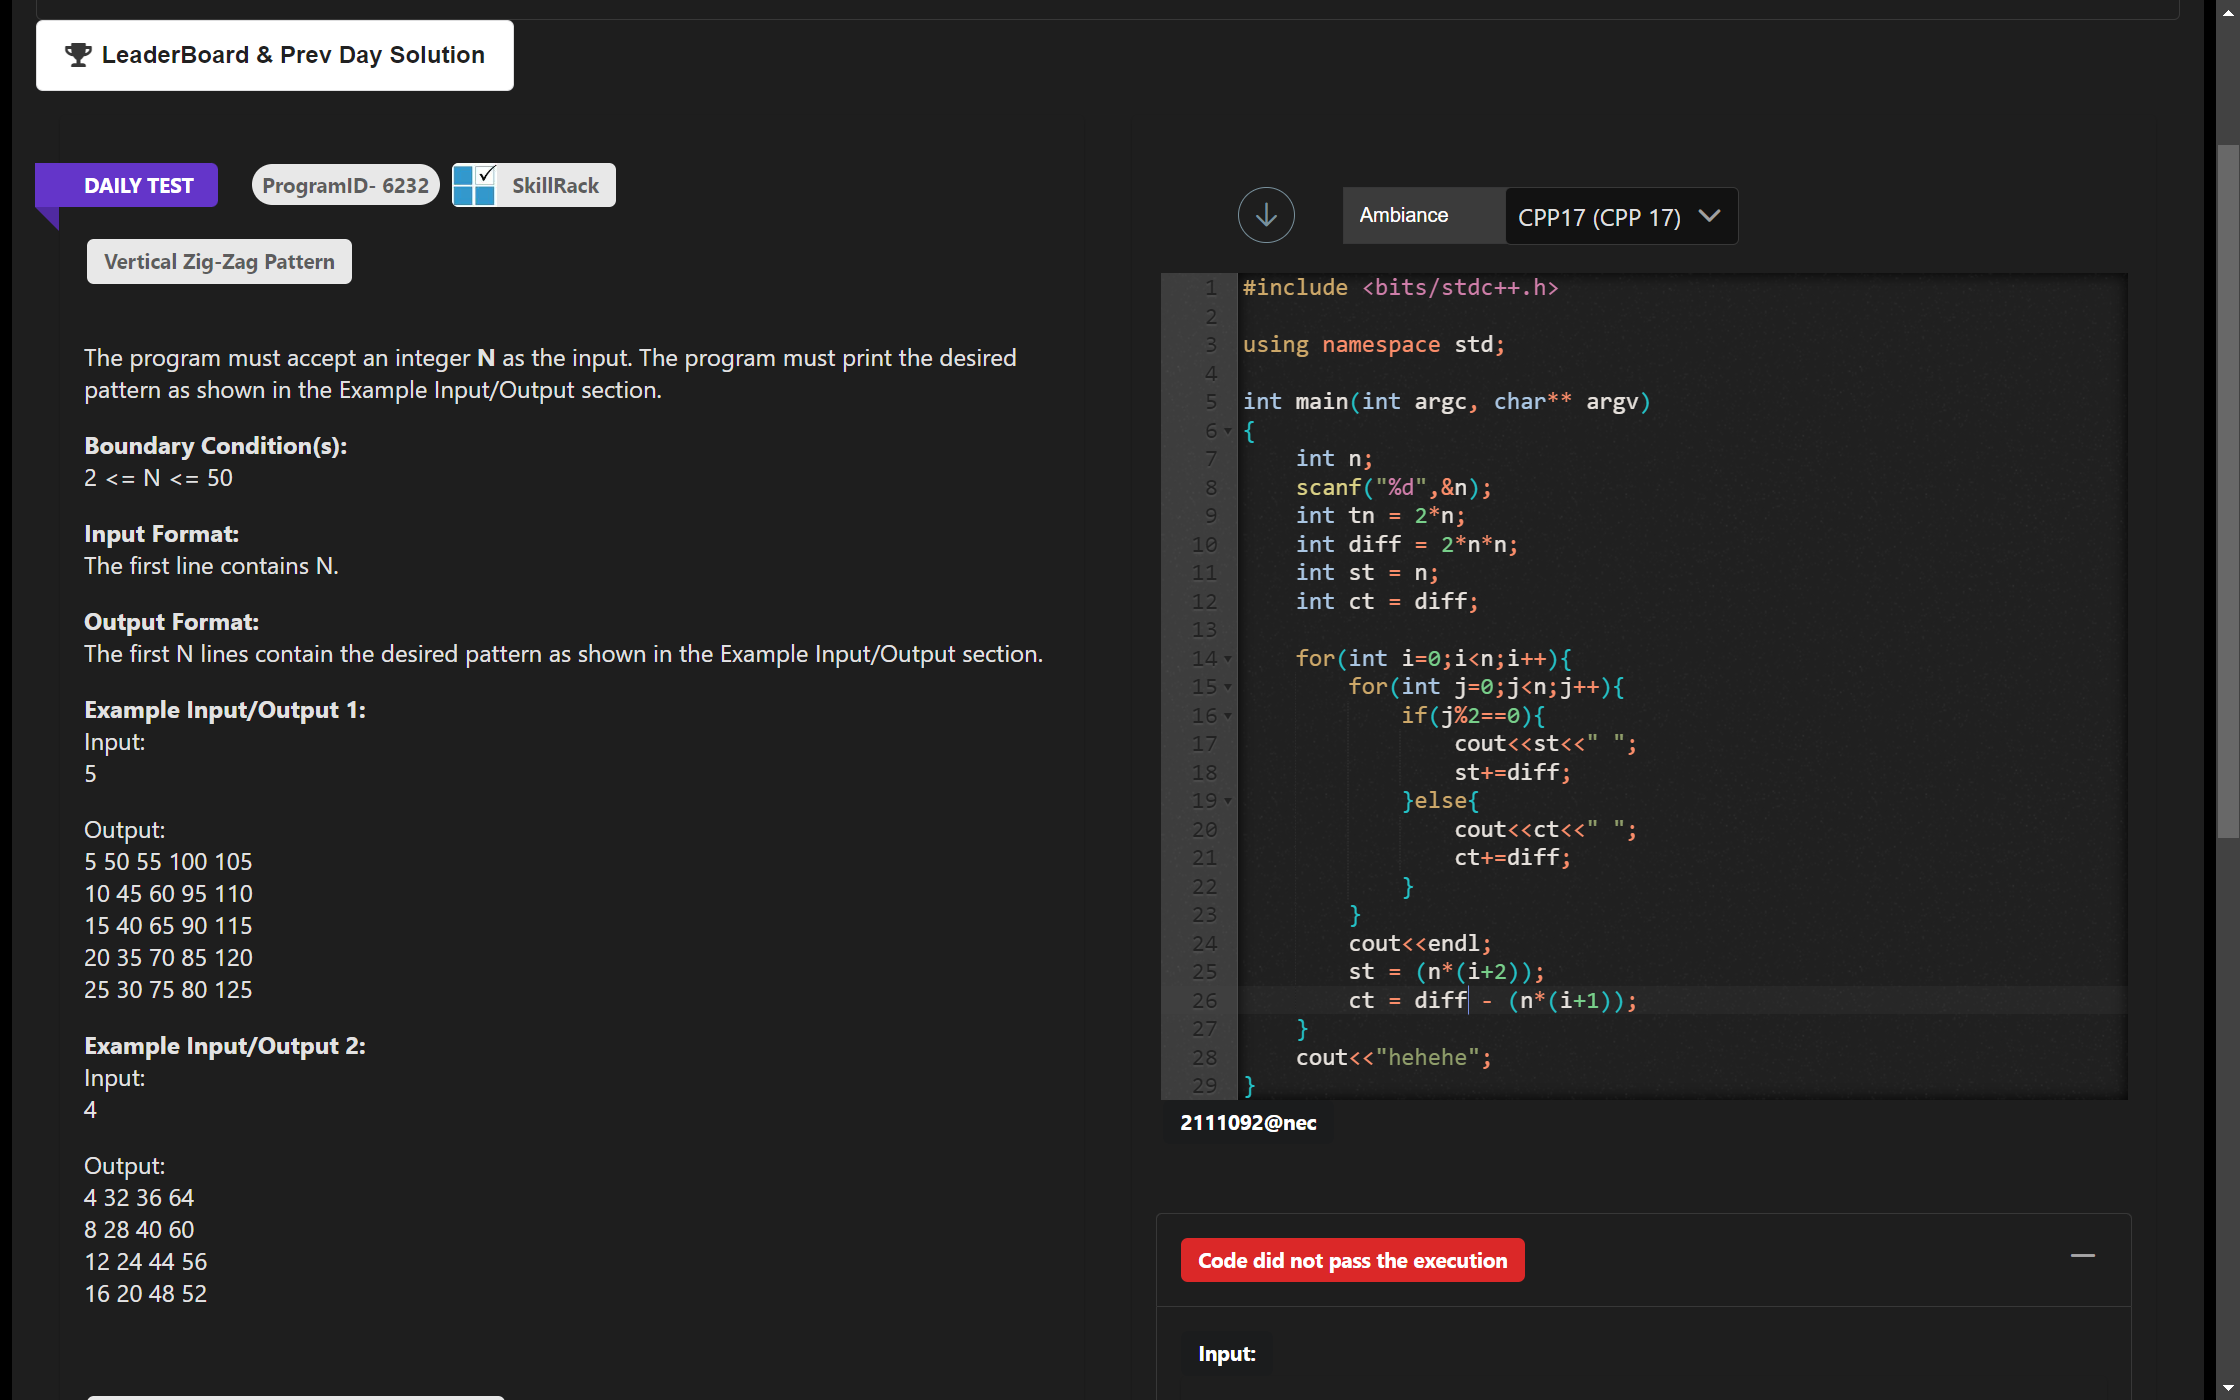 LeaderBoard & Prev Day Solution
DAILY TEST
ProgramID- 6232
SkillRack
Vertical Zig-Zag Pattern
The program must accept an integer N as the input. The program must print the desired
pattern as shown in the Example Input/Output section.
Boundary Condition(s):
2 <= N <= 50
Input Format:
The first line contains N.
Output Format:
The first N lines contain the desired pattern as shown in the Example Input/Output section.
Example Input/Output 1:
Input:
5
Output:
5 50 55 100 105
10 45 60 95 110
15 40 65 90 115
20 35 70 85 120
25 30 75 80 125
Example Input/Output 2:
Input:
4
Output:
4 32 36 64
8 28 40 60
12 24 44 56
16 20 48 52
Ambiance
CPP17 (CPP 17)
1 #include <bits/stdc++.h>
2
3 using namespace std;
4
5 int main(int argc, char** argv)
6 {
7     int n;
8     scanf("%d",&n);
9     int tn = 2*n;
10     int diff = 2*n*n;
11     int st = n;
12     int ct = diff;
13
14     for(int i=0;i<n;i++){
15         for(int j=0;j<n;j++){
16             if(j%2==0){
17                 cout<<st<<" ";
18                 st+=diff;
19             }else{
20                 cout<<ct<<" ";
21                 ct+=diff;
22             }
23         }
24         cout<<endl;
25         st = (n*(i+2));
26         ct = diff - (n*(i+1));
27     }
28     cout<<"hehehe";
29 }
2111092@nec
Code did not pass the execution
Input: